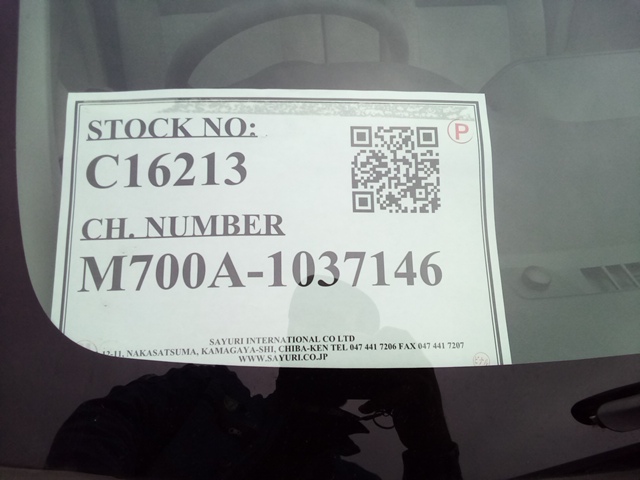 STOCK NO:
P
C16213
CH. NUMBER
M700A-1037146
SAYURI INTERNATIONAL CO LTD
12-11, NAKASATSUMA, KAMAGAYA-SHI, CHIBA-KEN TEL 047 441 7206 FAX 047 441 7207
WWW.SAYURI.CO.JP